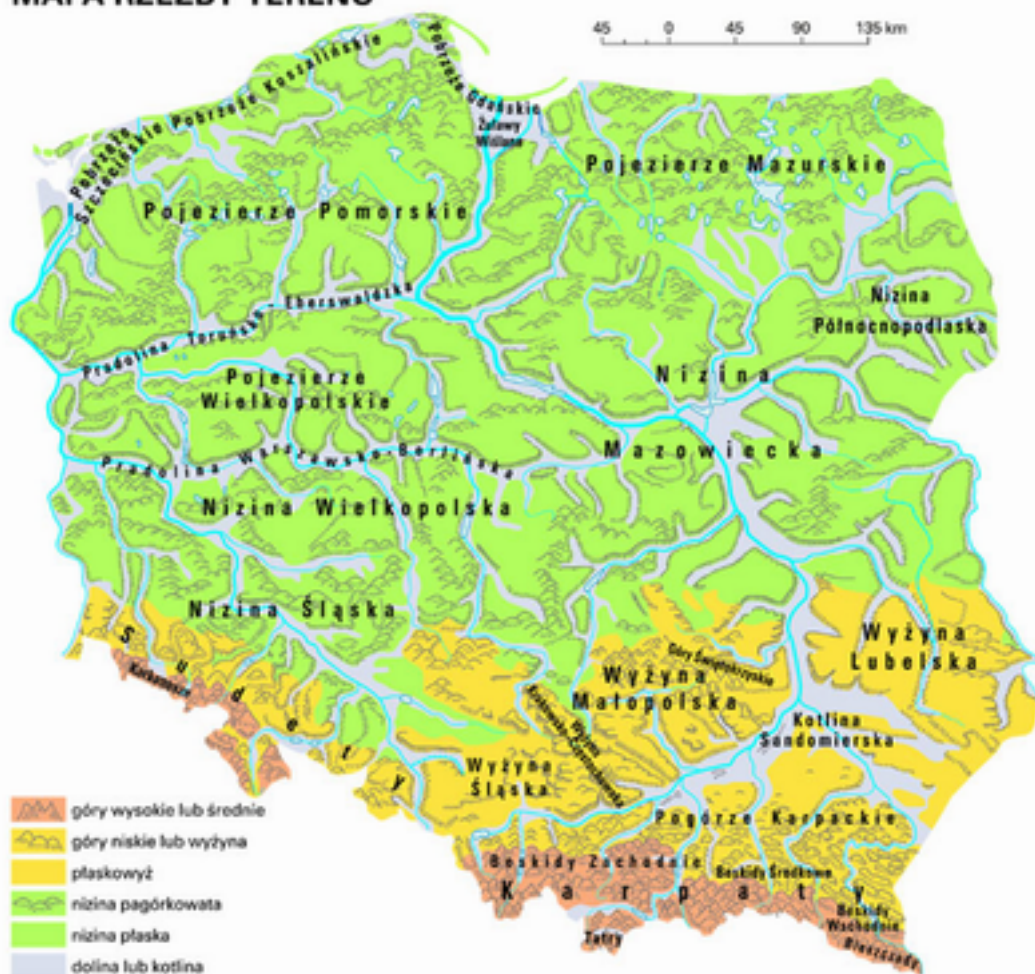 MAPA RZEŹBY TERENU
45 0 45 90 135 km
Pobrzeże Koszalińskie
Pobrzeże Gdańskie
Żuławy
Wiślane
Pobrzeże
Szczecińskie
Pojezierze Mazurskie
Pojezierze Pomorskie
Pradolina Toruńsko-Eberswaldzka
Nizina
Północnopodlaska
Pojezierze
Wielkopolskie
Nizina
Mazowiecka
Pradolina Warszawsko-Berlińska
Nizina Wielkopolska
Nizina Śląska
Sudety
Karkonosze
Wyżyna
Lubelska
Góry Świętokrzyskie
Wyżyna
Małopolska
Wyżyna
Krakowsko-Częstochowska
Kotlina
Sandomierska
Wyżyna
Śląska
Pogórze Karpackie
Beskidy Zachodnie
Beskidy Środkowe
Karpaty
Beskidy
Wschodnie
Tatry
Bieszczady
góry wysokie lub średnie
góry niskie lub wyżyna
płaskowyż
nizina pagórkowata
nizina płaska
dolina lub kotlina